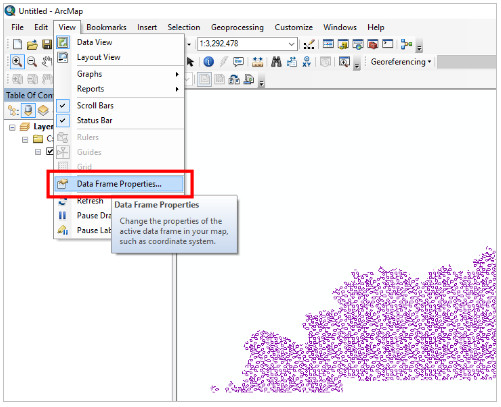 Untitled - ArcMap
File Edit View Bookmarks Insert Selection Geoprocessing Customize Windows Help
Data View
1:3,292,478
Layout View
Georeferencing
Graphs
Reports
Table Of Con
Scroll Bars
Status Bar
Layer
Rulers
C
Guides
Grid
Data Frame Properties...
Refresh
Data Frame Properties
Pause Dra
Change the properties of the
Pause Lab
active data frame in your map,
such as coordinate system.